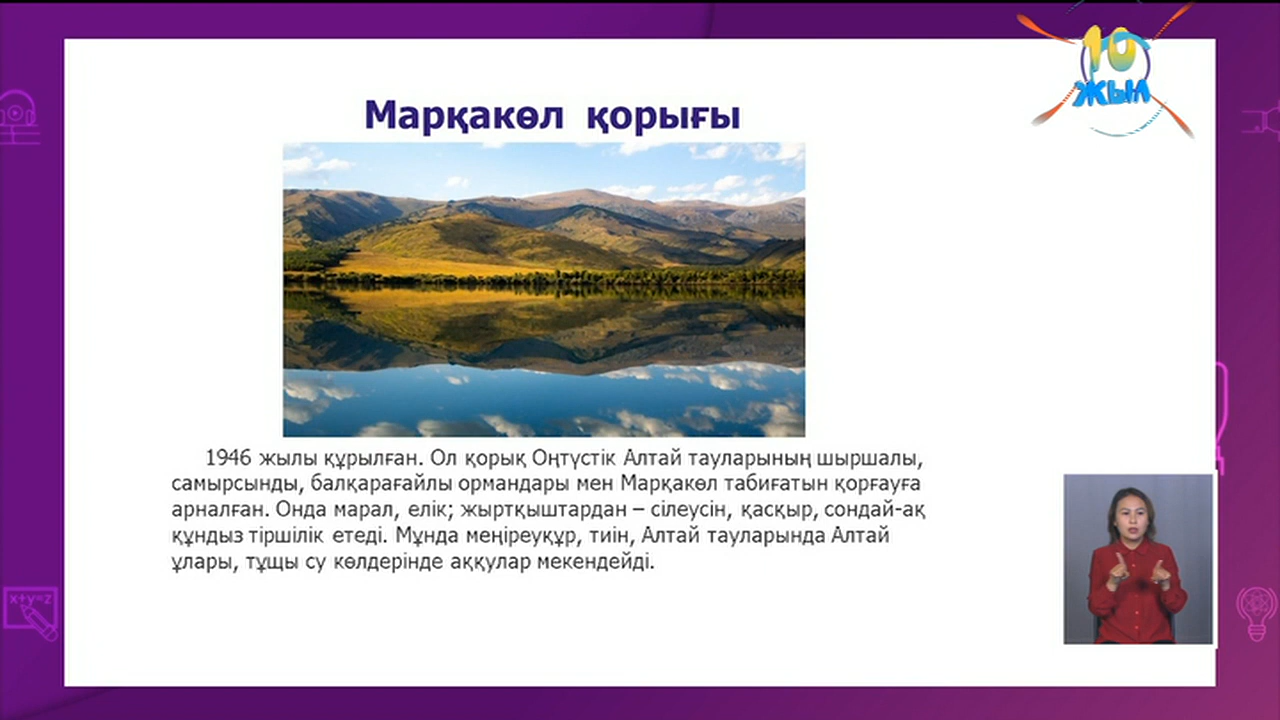 10
ЖЫЛ
Марқакөл қорығы
1946 жылы құрылған. Ол қорық Оңтүстік Алтай тауларының шыршалы,
самырсынды, балқарағайлы ормандары мен Марқакөл табиғатын қорғауға
арналған. Онда марал, елік; жыртқыштардан – сілеусін, қасқыр, сондай-ақ
құндыз тіршілік етеді. Мұнда меңіреуқұр, тиін, Алтай тауларында Алтай
ұлары, тұщы су көлдерінде аққулар мекендейді.
x+y=z